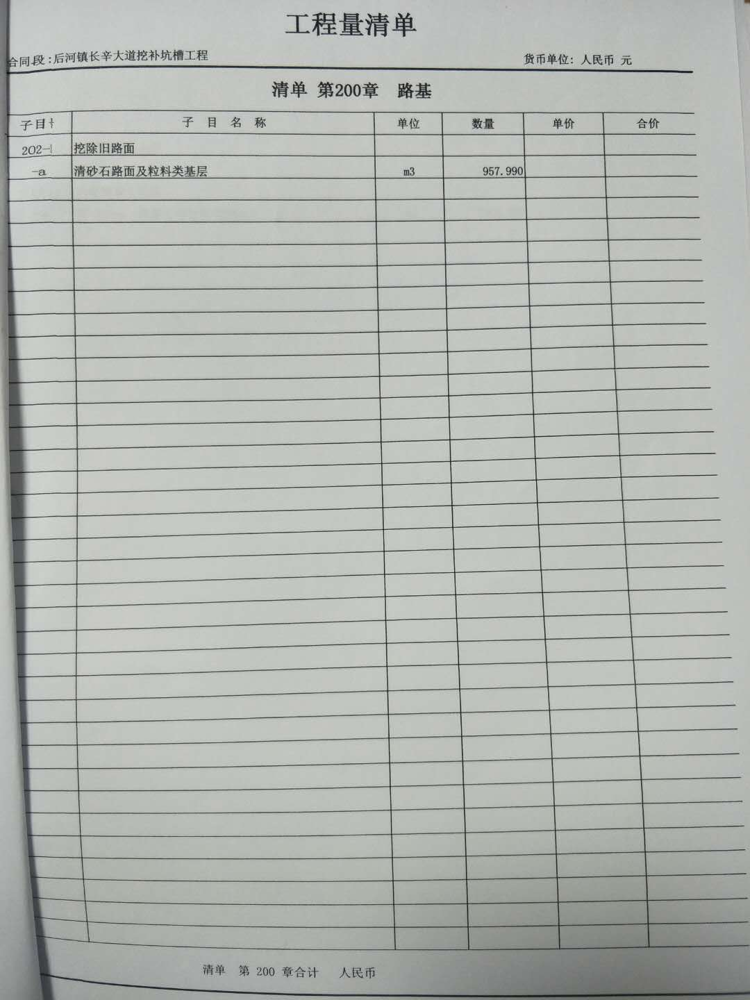 工程量清单
合同段:后河镇长辛大道挖补坑槽工程 货币单位: 人民币 元
清单 第200章 路基
子目 子 目 名 称 单位 数量 单价 合价
202- 挖除旧路面
-a 清砂石路面及粒料类基层 m3 957.990
清单 第 200 章合计 人民币